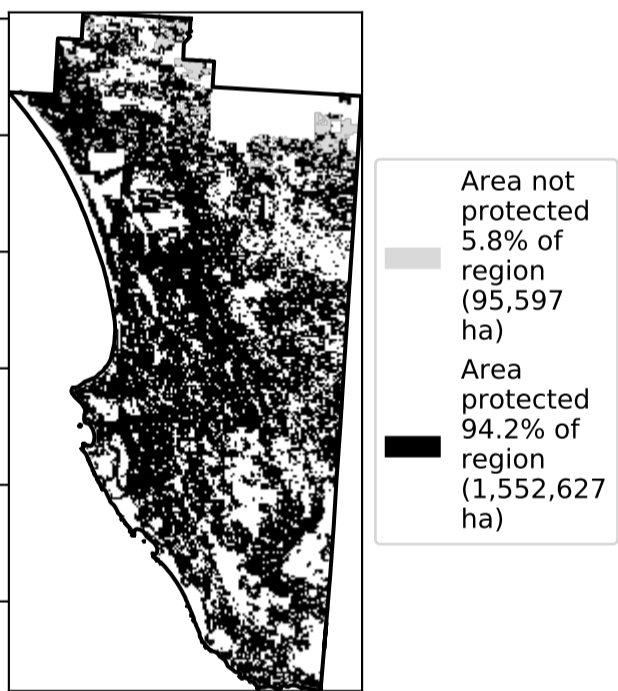 Area not
protected
5.8% of
region
(95,597
ha)
Area
protected
94.2% of
region
(1,552,627
ha)